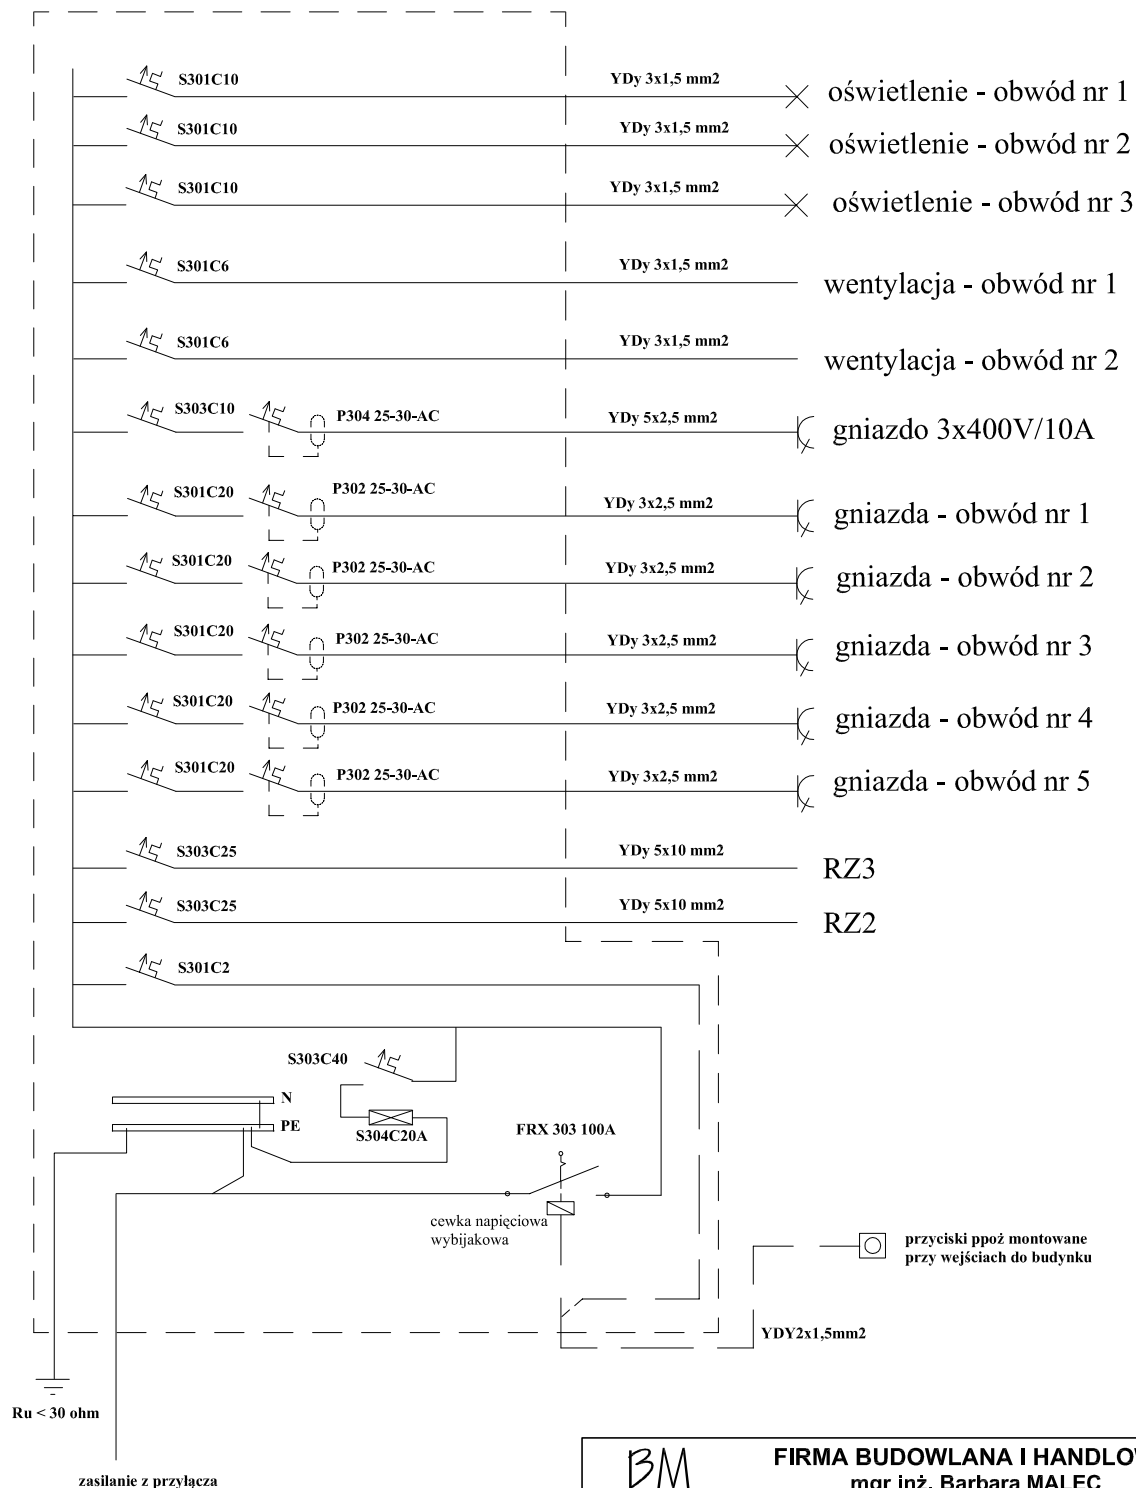 S301C10 YDy 3x1,5 mm2 oświetlenie - obwód nr 1
S301C10 YDy 3x1,5 mm2 oświetlenie - obwód nr 2
S301C10 YDy 3x1,5 mm2 oświetlenie - obwód nr 3
S301C6 YDy 3x1,5 mm2 wentylacja - obwód nr 1
S301C6 YDy 3x1,5 mm2 wentylacja - obwód nr 2
S303C10 P304 25-30-AC YDy 5x2,5 mm2 gniazdo 3x400V/10A
S301C20 P302 25-30-AC YDy 3x2,5 mm2 gniazda - obwód nr 1
S301C20 P302 25-30-AC YDy 3x2,5 mm2 gniazda - obwód nr 2
S301C20 P302 25-30-AC YDy 3x2,5 mm2 gniazda - obwód nr 3
S301C20 P302 25-30-AC YDy 3x2,5 mm2 gniazda - obwód nr 4
S301C20 P302 25-30-AC YDy 3x2,5 mm2 gniazda - obwód nr 5
S303C25 YDy 5x10 mm2 RZ3
S303C25 YDy 5x10 mm2 RZ2
S301C2
S303C40
N
PE
S304C20A
FRX 303 100A
cewka napięciowa
wybijakowa
przyciski ppoż montowane
przy wejściach do budynku
YDY2x1,5mm2
Ru < 30 ohm
zasilanie z przyłącza
BM
FIRMA BUDOWLANA I HANDLOW
mgr inż. Barbara MALEC